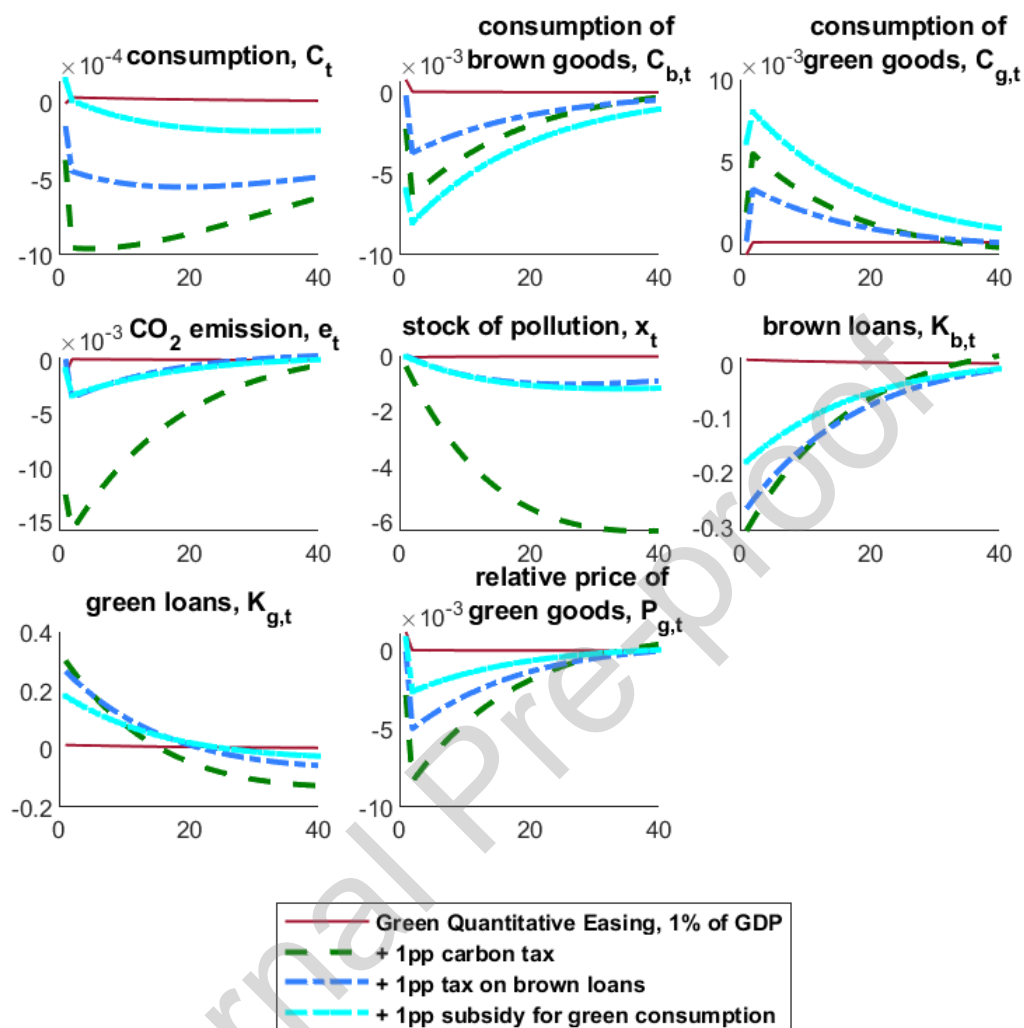 consumption, C_t
×10^-4
0
-5
-10
0 20 40
consumption of
brown goods, C_b,t
×10^-3
0
-5
-10
0 20 40
consumption of
green goods, C_g,t
×10^-3
10
5
0
0 20 40
CO_2 emission, e_t
×10^-3
0
-5
-10
-15
0 20 40
stock of pollution, x_t
0
-2
-4
-6
0 20 40
brown loans, K_b,t
0
-0.1
-0.2
-0.3
0 20 40
green loans, K_g,t
0.4
0.2
0
-0.2
0 20 40
relative price of
green goods, P_g,t
×10^-3
0
-5
-10
0 20 40
Green Quantitative Easing, 1% of GDP
+ 1pp carbon tax
+ 1pp tax on brown loans
+ 1pp subsidy for green consumption
rnal Pre-proof